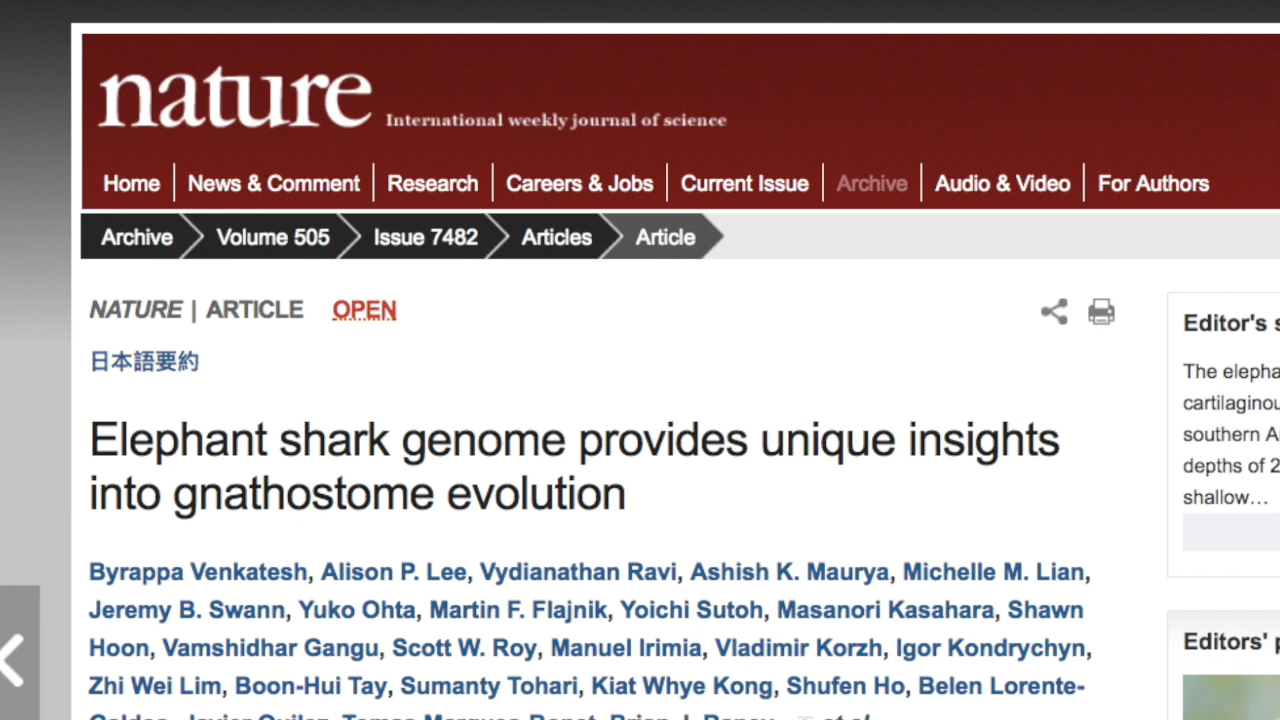 nature International weekly journal of science
Home News & Comment Research Careers & Jobs Current Issue Archive Audio & Video For Authors
Archive Volume 505 Issue 7482 Articles Article
NATURE | ARTICLE OPEN
日本語要約
Elephant shark genome provides unique insights
into gnathostome evolution
Byrappa Venkatesh, Alison P. Lee, Vydianathan Ravi, Ashish K. Maurya, Michelle M. Lian,
Jeremy B. Swann, Yuko Ohta, Martin F. Flajnik, Yoichi Sutoh, Masanori Kasahara, Shawn
Hoon, Vamshidhar Gangu, Scott W. Roy, Manuel Irimia, Vladimir Korzh, Igor Kondrychyn,
Zhi Wei Lim, Boon-Hui Tay, Sumanty Tohari, Kiat Whye Kong, Shufen Ho, Belen Lorente-
Editor's s
The elepha
cartilaginou
southern A
depths of 2
shallow...
Editors' p